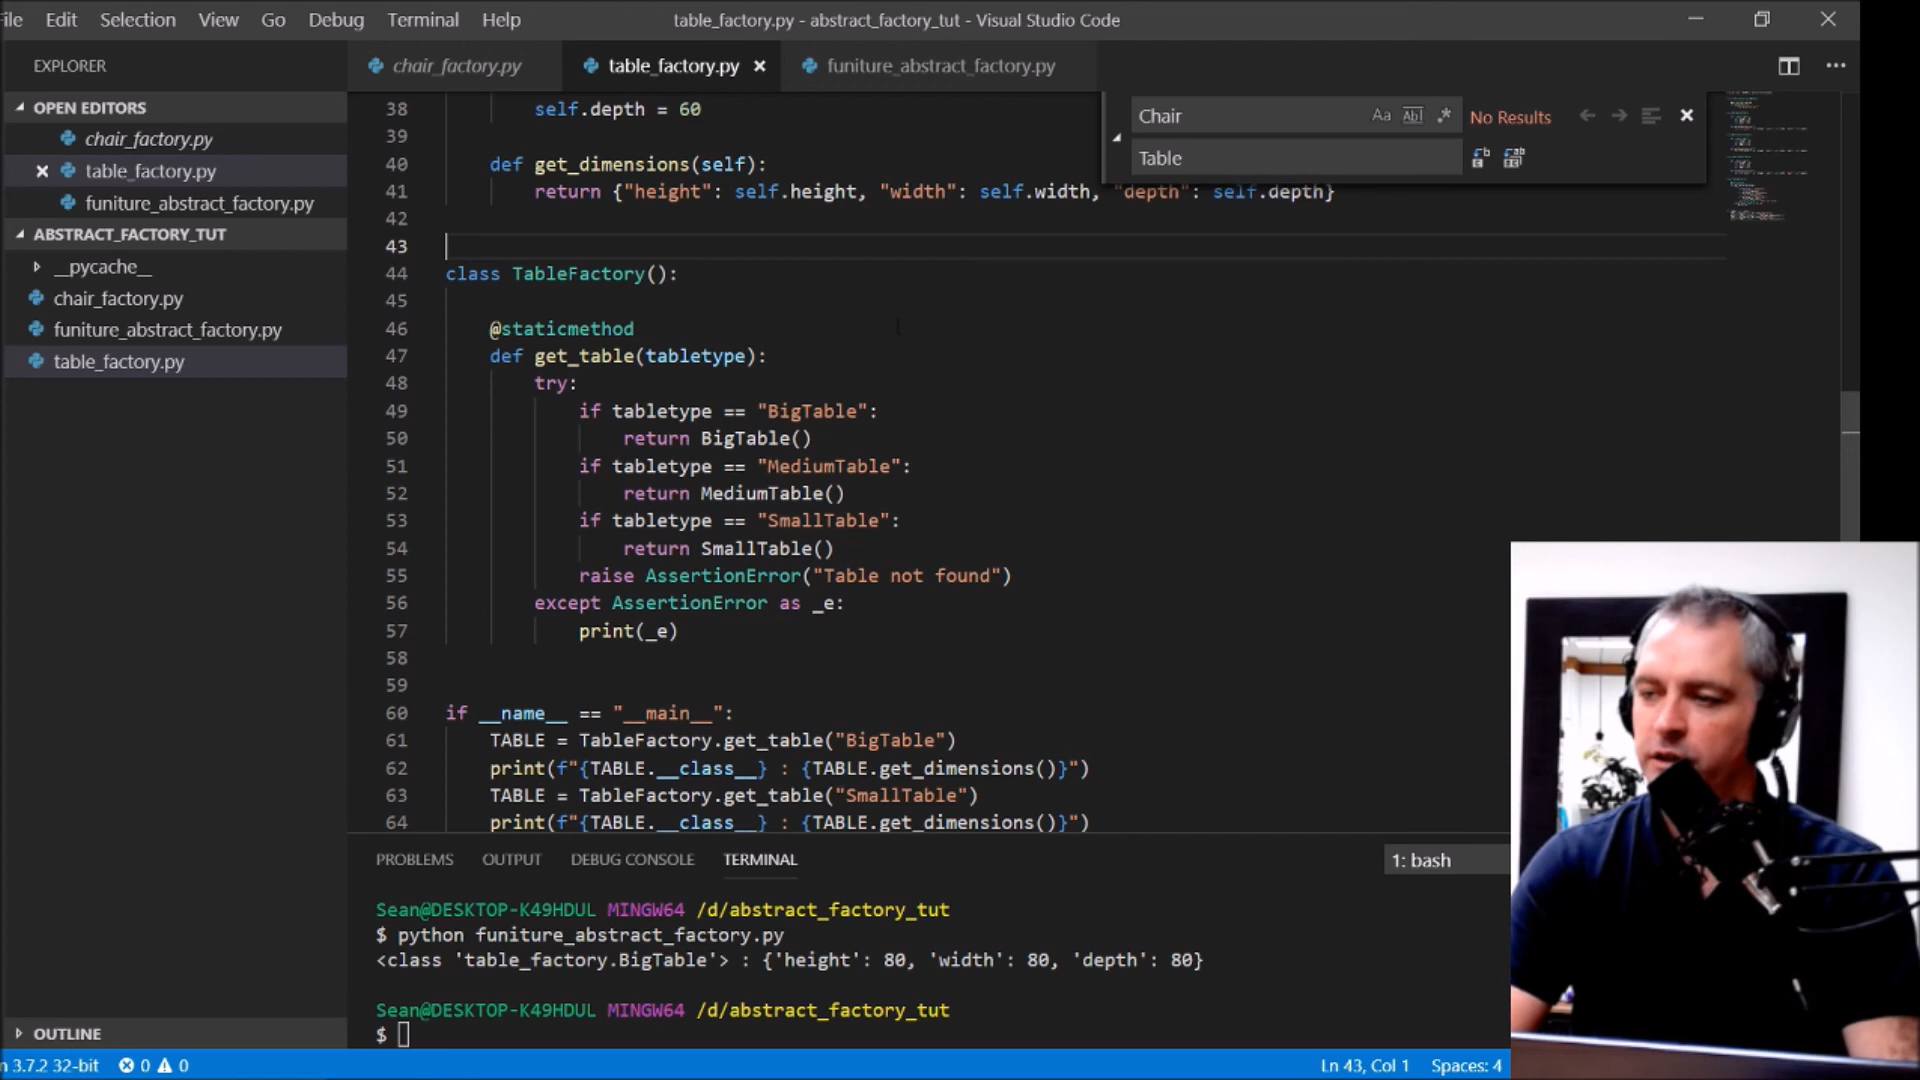 ile Edit Selection View Go Debug Terminal Help
table_factory.py - abstract_factory_tut - Visual Studio Code
EXPLORER
OPEN EDITORS
chair_factory.py
table_factory.py
funiture_abstract_factory.py
ABSTRACT_FACTORY_TUT
__pycache__
chair_factory.py
funiture_abstract_factory.py
table_factory.py
OUTLINE
chair_factory.py
table_factory.py
funiture_abstract_factory.py
Chair
Aa Abl .*
No Results
Table
38 self.depth = 60
39
40 def get_dimensions(self):
41 return {"height": self.height, "width": self.width, "depth": self.depth}
42
43
44 class TableFactory():
45
46 @staticmethod
47 def get_table(tabletype):
48 try:
49 if tabletype == "BigTable":
50 return BigTable()
51 if tabletype == "MediumTable":
52 return MediumTable()
53 if tabletype == "SmallTable":
54 return SmallTable()
55 raise AssertionError("Table not found")
56 except AssertionError as _e:
57 print(_e)
58
59
60 if __name__ == "__main__":
61 TABLE = TableFactory.get_table("BigTable")
62 print(f"{TABLE.__class__} : {TABLE.get_dimensions()}")
63 TABLE = TableFactory.get_table("SmallTable")
64 print(f"{TABLE.__class__} : {TABLE.get_dimensions()}")
PROBLEMS OUTPUT DEBUG CONSOLE TERMINAL
1: bash
Sean@DESKTOP-K49HDUL MINGW64 /d/abstract_factory_tut
$ python funiture_abstract_factory.py
<class 'table_factory.BigTable'> : {'height': 80, 'width': 80, 'depth': 80}
Sean@DESKTOP-K49HDUL MINGW64 /d/abstract_factory_tut
$
n 3.7.2 32-bit 0 0
Ln 43, Col 1 Spaces: 4